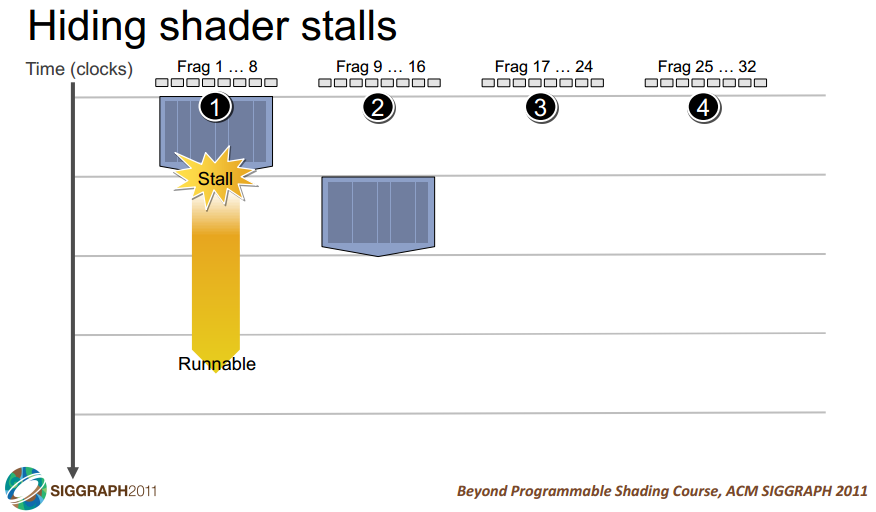 Hiding shader stalls
Time (clocks)
Frag 1 … 8
Frag 9 … 16
Frag 17 … 24
Frag 25 … 32
1
2
3
4
Stall
Runnable
SIGGRAPH2011
Beyond Programmable Shading Course, ACM SIGGRAPH 2011